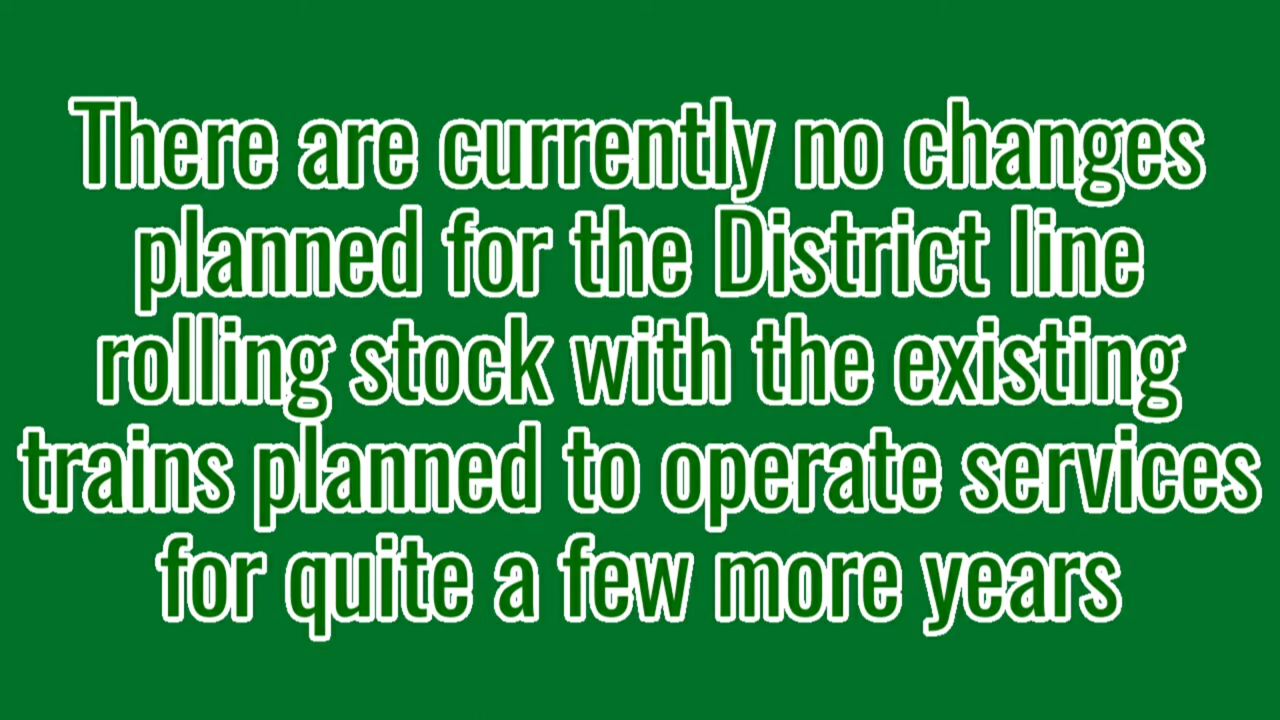 There are currently no changes
planned for the District line
rolling stock with the existing
trains planned to operate services
for quite a few more years